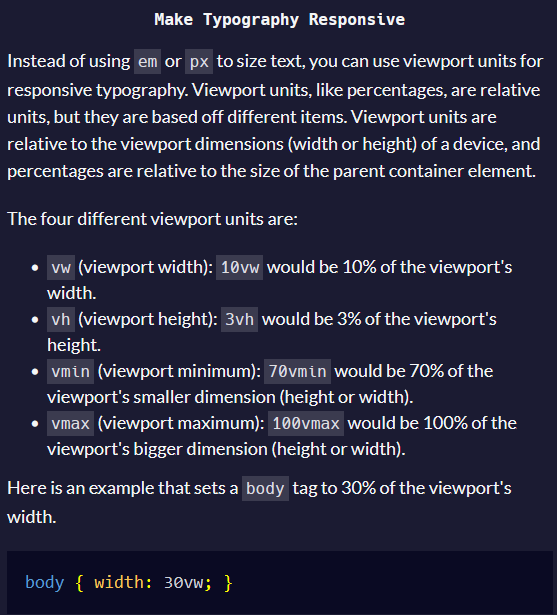 Make Typography Responsive
Instead of using em or px to size text, you can use viewport units for
responsive typography. Viewport units, like percentages, are relative
units, but they are based off different items. Viewport units are
relative to the viewport dimensions (width or height) of a device, and
percentages are relative to the size of the parent container element.
The four different viewport units are:
• vw (viewport width): 10vw would be 10% of the viewport's
width.
• vh (viewport height): 3vh would be 3% of the viewport's
height.
• vmin (viewport minimum): 70vmin would be 70% of the
viewport's smaller dimension (height or width).
• vmax (viewport maximum): 100vmax would be 100% of the
viewport's bigger dimension (height or width).
Here is an example that sets a body tag to 30% of the viewport's
width.
body { width: 30vw; }